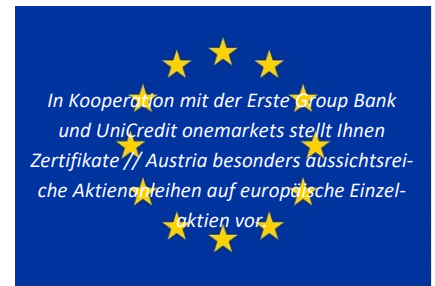 In Kooperation mit der Erste Group Bank
und UniCredit onemarkets stellt Ihnen
Zertifikate // Austria besonders aussichtsrei-
che Aktienanleihen auf europäische Einzel-
aktien vor.